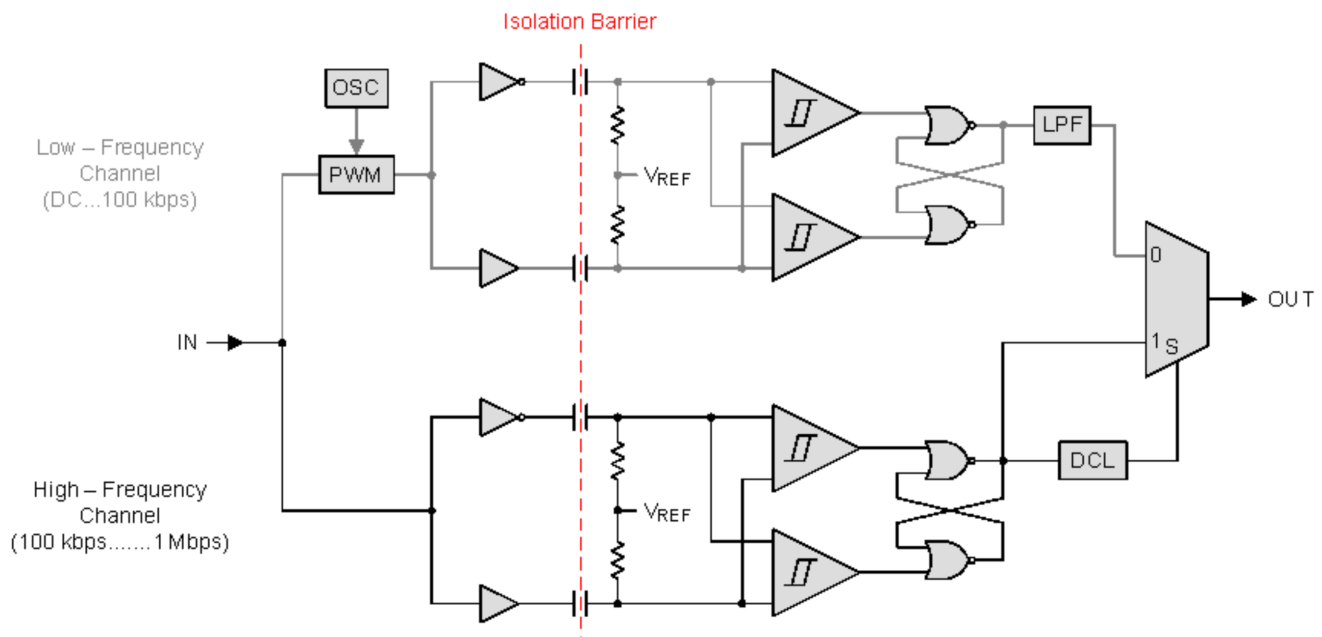 Isolation Barrier
OSC
Low – Frequency
Channel
(DC...100 kbps)
PWM
VREF
LPF
0
OUT
IN
1
S
High – Frequency
Channel
(100 kbps.......1 Mbps)
VREF
DCL